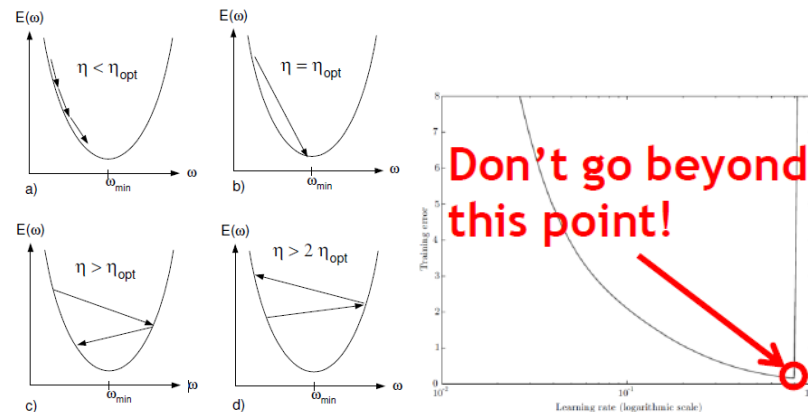 E(ω)
η < ηopt
ω
ωmin
a)
E(ω)
η = ηopt
ω
ωmin
b)
E(ω)
η > ηopt
ω
ωmin
c)
E(ω)
η > 2 ηopt
ω
ωmin
d)
8
7
6
5
4
3
2
1
0
Training error
Don't go beyond
this point!
10⁻²
10⁻¹
Learning rate (logarithmic scale)